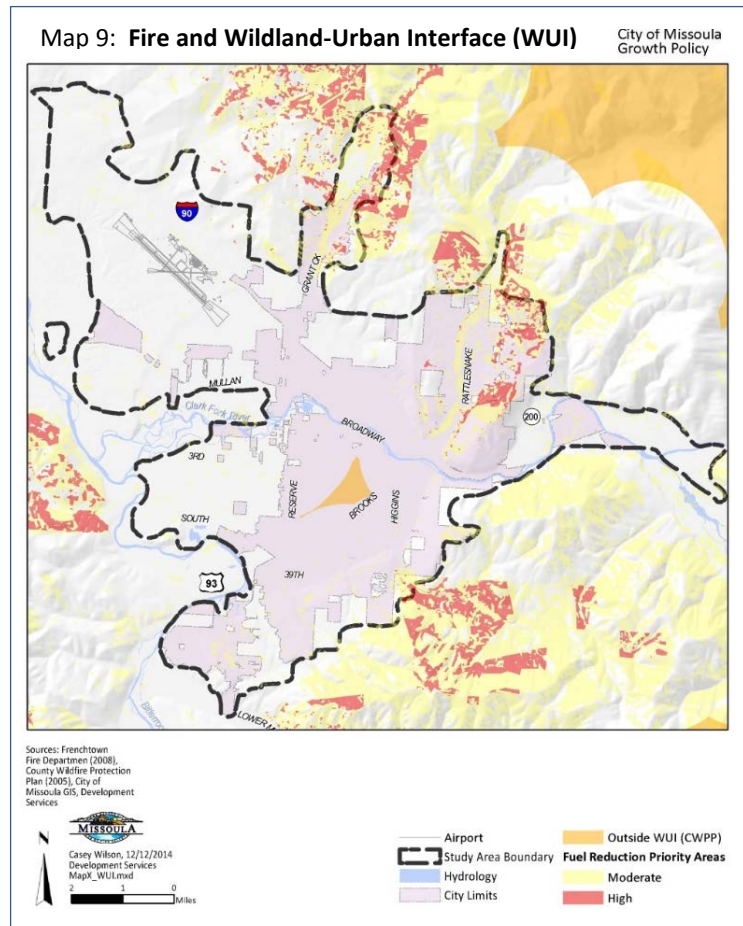 Map 9: Fire and Wildland-Urban Interface (WUI)
City of Missoula
Growth Policy
90
GRANT CK
RATTLESNAKE
MULLAN
Clark Fork River
BROADWAY
200
3RD
RESERVE
BROOKS
HIGGINS
SOUTH
39TH
93
LOWER M
Sources: Frenchtown
Fire Departmen (2008),
County Wildfire Protection
Plan (2005), City of
Missoula GIS, Development
Services
MISSOULA
N
Casey Wilson, 12/12/2014
Development Services
MapX_WUI.mxd
2 1 0
Miles
Airport
Study Area Boundary
Hydrology
City Limits
Outside WUI (CWPP)
Fuel Reduction Priority Areas
Moderate
High